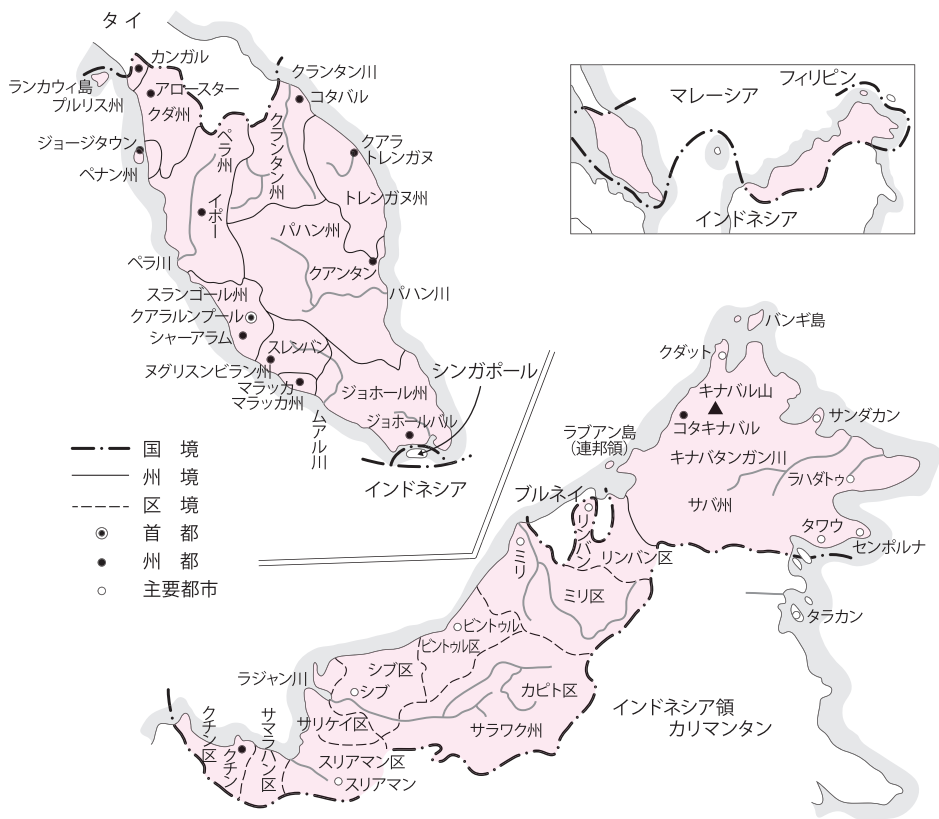 タイ
カンガル
ランカウィ島
プルリス州
アロースター
クダ州
クランタン川
コタバル
ジョージタウン
ペナン州
ペラ州
クランタン州
クアラ
トレンガヌ
トレンガヌ州
イポー
パハン州
ペラ川
クアンタン
パハン川
スランゴール州
クアラルンプール
シャーアラム
スレンバン
ヌグリスンビラン州
マラッカ
マラッカ州
ムアル川
ジョホール州
ジョホールバル
シンガポール
インドネシア
マレーシア
フィリピン
インドネシア
国境
州境
区境
首都
州都
主要都市
バンギ島
クダット
キナバル山
コタキナバル
サンダカン
キナバタンガン川
ラブアン島
(連邦領)
ラハダトゥ
サバ州
タワウ
センポルナ
タラカン
ブルネイ
リンバン
リンバン区
ミリ
ミリ区
ビントゥル
ビントゥル区
シブ区
シブ
ラジャン川
カピト区
サリケイ区
サラワク州
スリアマン区
スリアマン
クチン区
クチン
サマラハン区
インドネシア領
カリマンタン